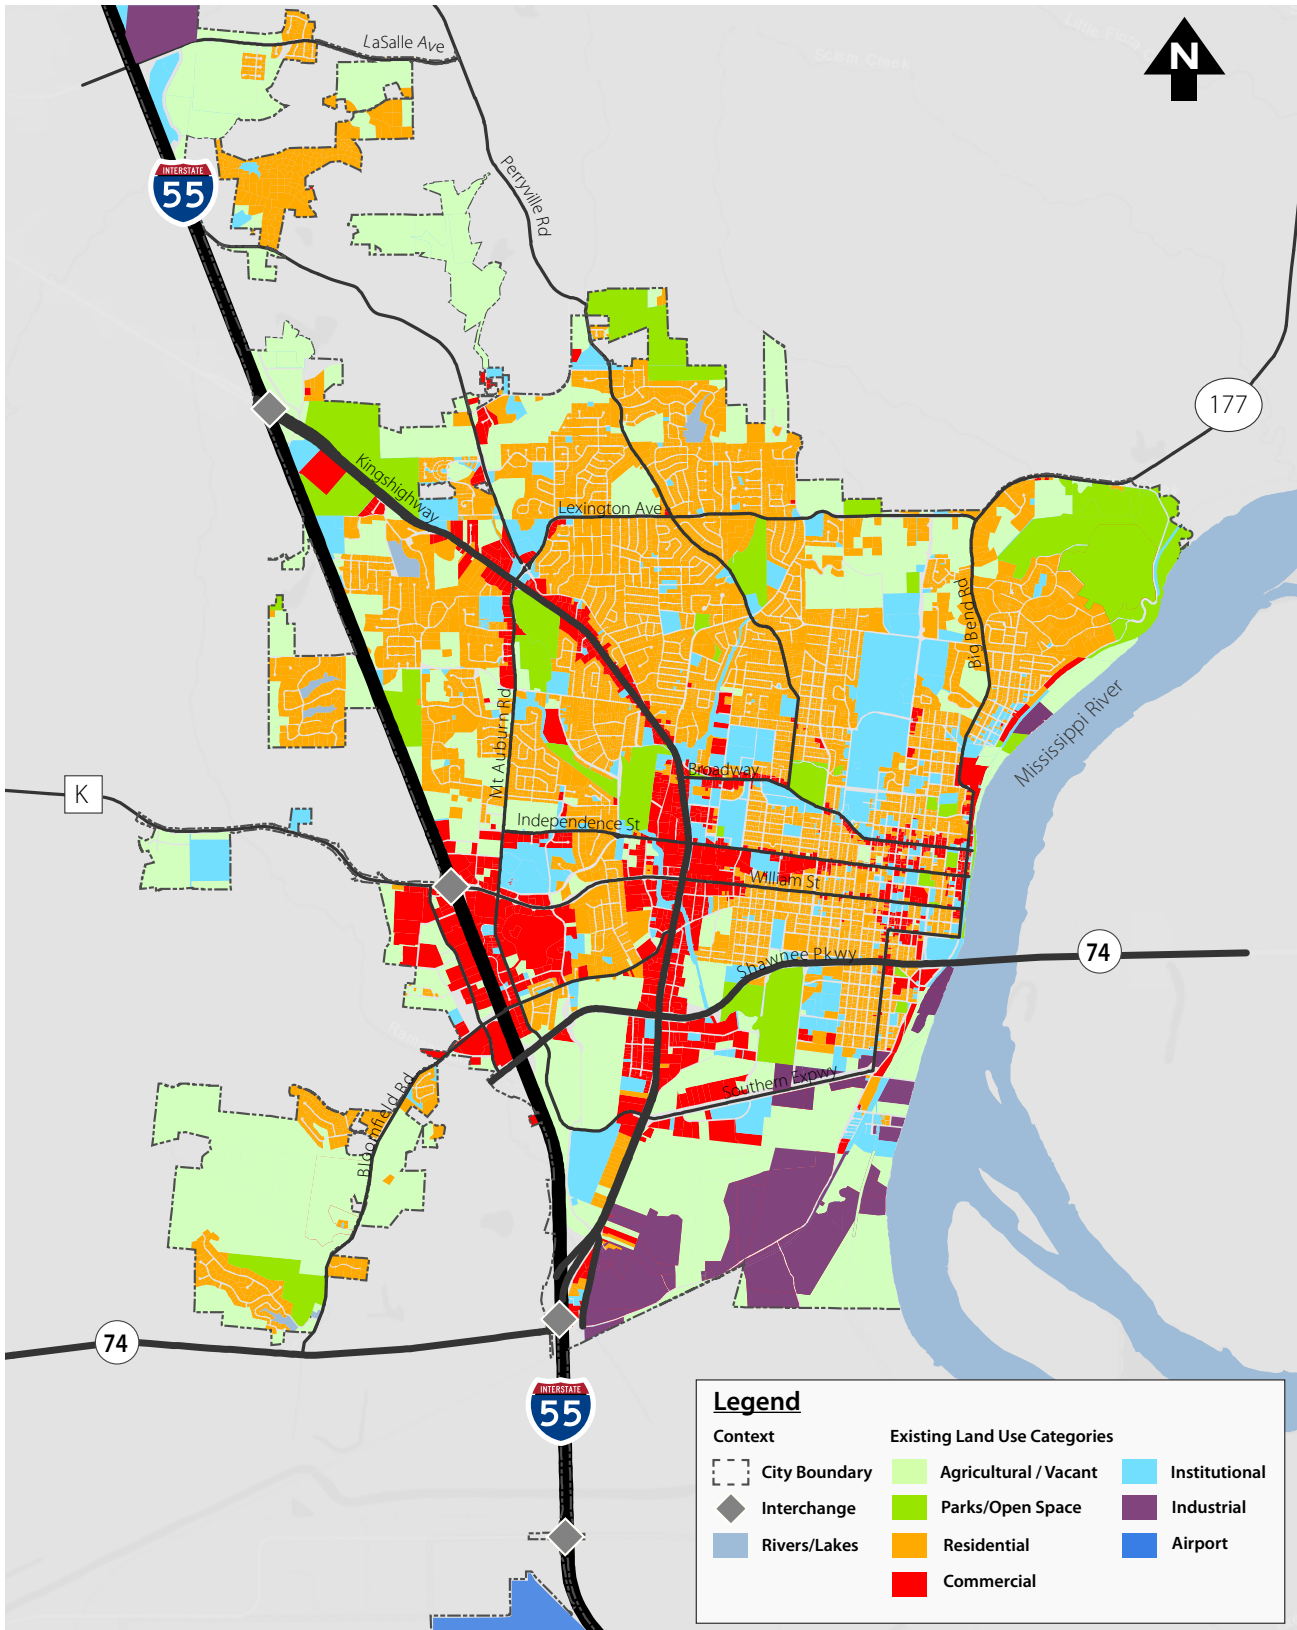 LaSalle Ave
Scism Creek
N
Perryville Rd
INTERSTATE
55
177
Kingshighway
Lexington Ave
Big Bend Rd
Mississippi River
Mt Auburn Rd
Broadway
K
Independence St
William St
Shawnee Pkwy
74
Southern Expwy
Bloomfield Rd
74
INTERSTATE
55
Legend
Context
City Boundary
Interchange
Rivers/Lakes
Existing Land Use Categories
Agricultural / Vacant
Parks/Open Space
Residential
Commercial
Institutional
Industrial
Airport